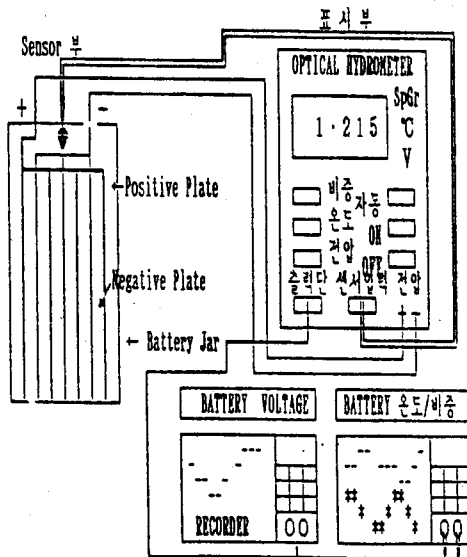 표시부
Sensor 부
OPTICAL HYDROMETER
+ -
SpGr
1·215
℃
V
비중
자동
온도
ON
전압
OFF
←Positive Plate
출력단 센서입력 전압
+ -
Negative Plate
← Battery Jar
BATTERY VOLTAGE
BATTERY 온도/비중
RECORDER